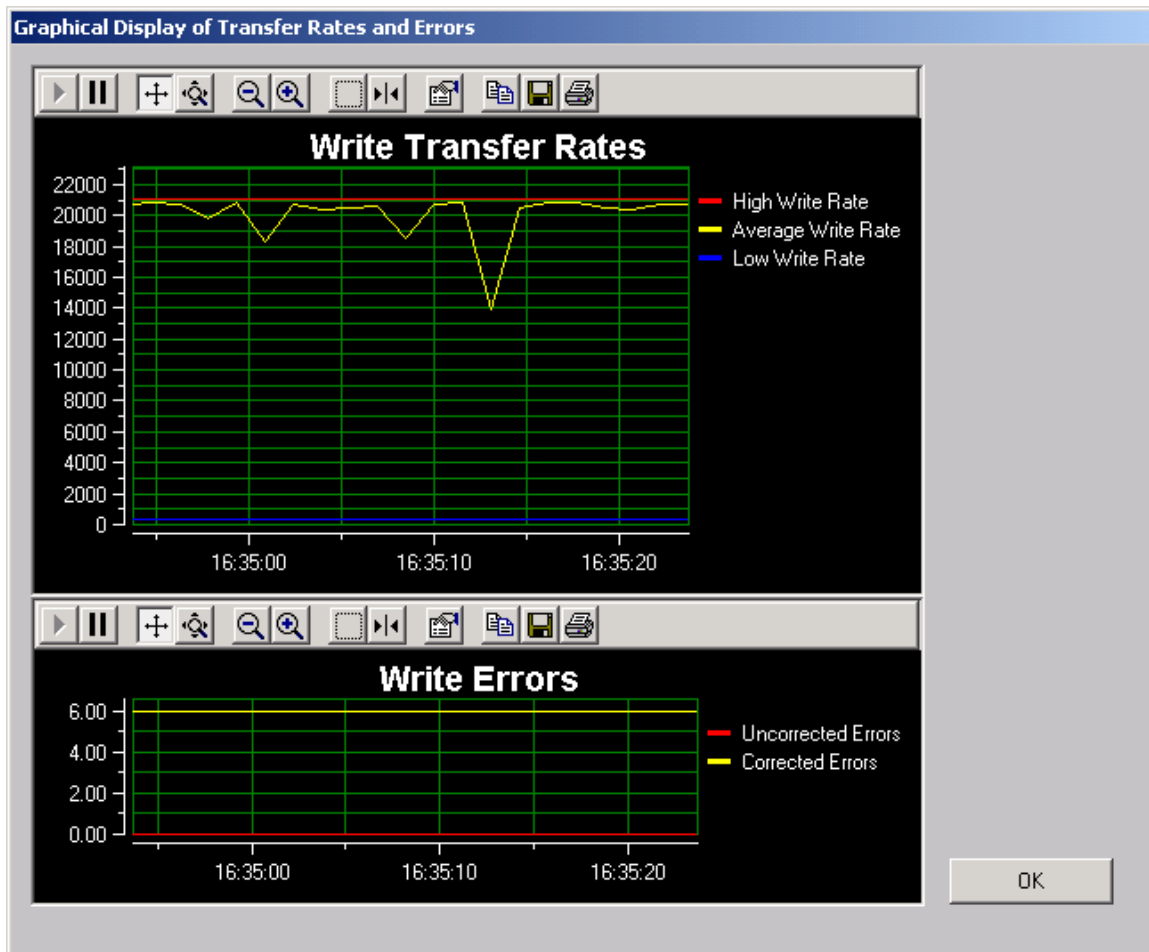 Graphical Display of Transfer Rates and Errors
Write Transfer Rates
22000
20000
18000
16000
14000
12000
10000
8000
6000
4000
2000
0
16:35:00 16:35:10 16:35:20
High Write Rate
Average Write Rate
Low Write Rate
Write Errors
6.00
4.00
2.00
0.00
16:35:00 16:35:10 16:35:20
Uncorrected Errors
Corrected Errors
OK